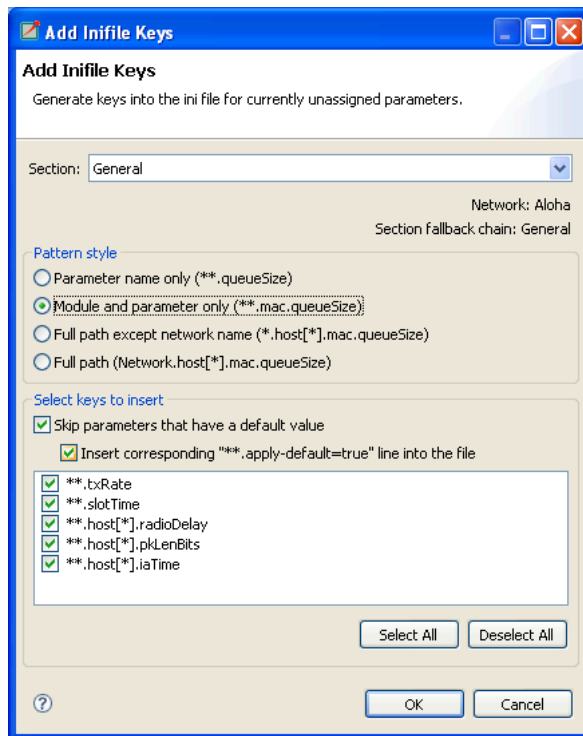 Add Inifile Keys
Add Inifile Keys
Generate keys into the ini file for currently unassigned parameters.
Section: General
Network: Aloha
Section fallback chain: General
Pattern style
Parameter name only (**.queueSize)
Module and parameter only (**.mac.queueSize)
Full path except network name (*.host[*].mac.queueSize)
Full path (Network.host[*].mac.queueSize)
Select keys to insert
Skip parameters that have a default value
Insert corresponding "**.apply-default=true" line into the file
**.txRate
**.slotTime
**.host[*].radioDelay
**.host[*].pkLenBits
**.host[*].iaTime
Select All Deselect All
? OK Cancel